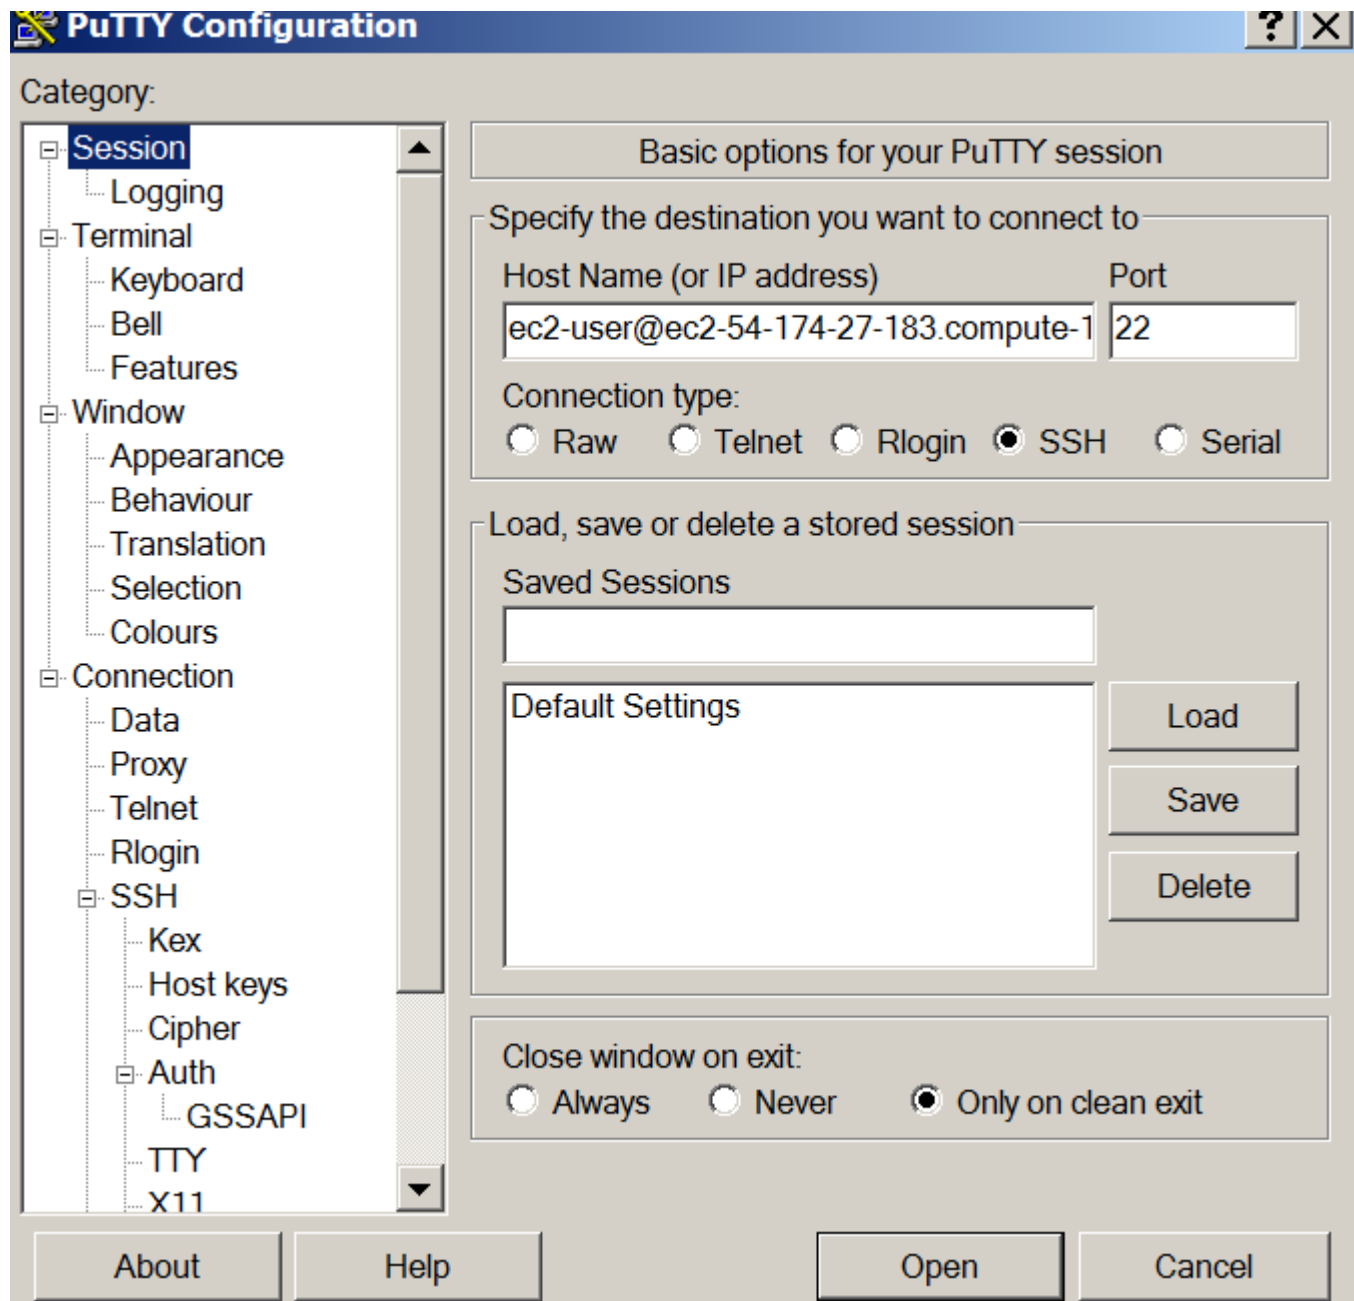 PuTTY Configuration
Category:
Session
Logging
Terminal
Keyboard
Bell
Features
Window
Appearance
Behaviour
Translation
Selection
Colours
Connection
Data
Proxy
Telnet
Rlogin
SSH
Kex
Host keys
Cipher
Auth
GSSAPI
TTY
X11
Basic options for your PuTTY session
Specify the destination you want to connect to
Host Name (or IP address) Port
ec2-user@ec2-54-174-27-183.compute-1 22
Connection type:
Raw Telnet Rlogin SSH Serial
Load, save or delete a stored session
Saved Sessions
Default Settings
Load
Save
Delete
Close window on exit:
Always Never Only on clean exit
About Help Open Cancel